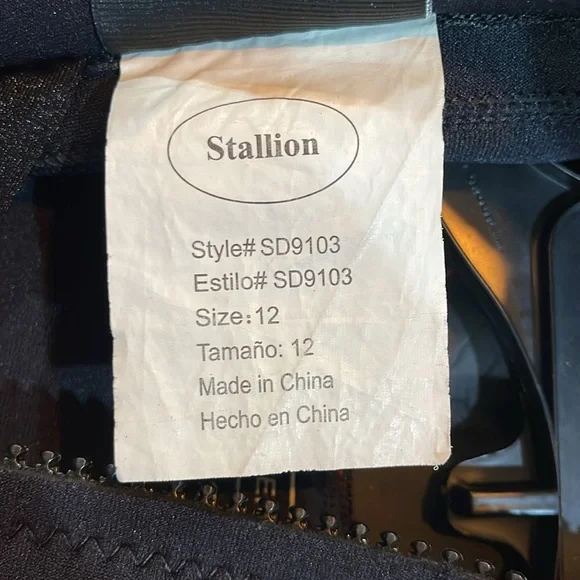 Stallion
Style# SD9103
Estilo# SD9103
Size: 12
Tamaño: 12
Made in China
Hecho en China